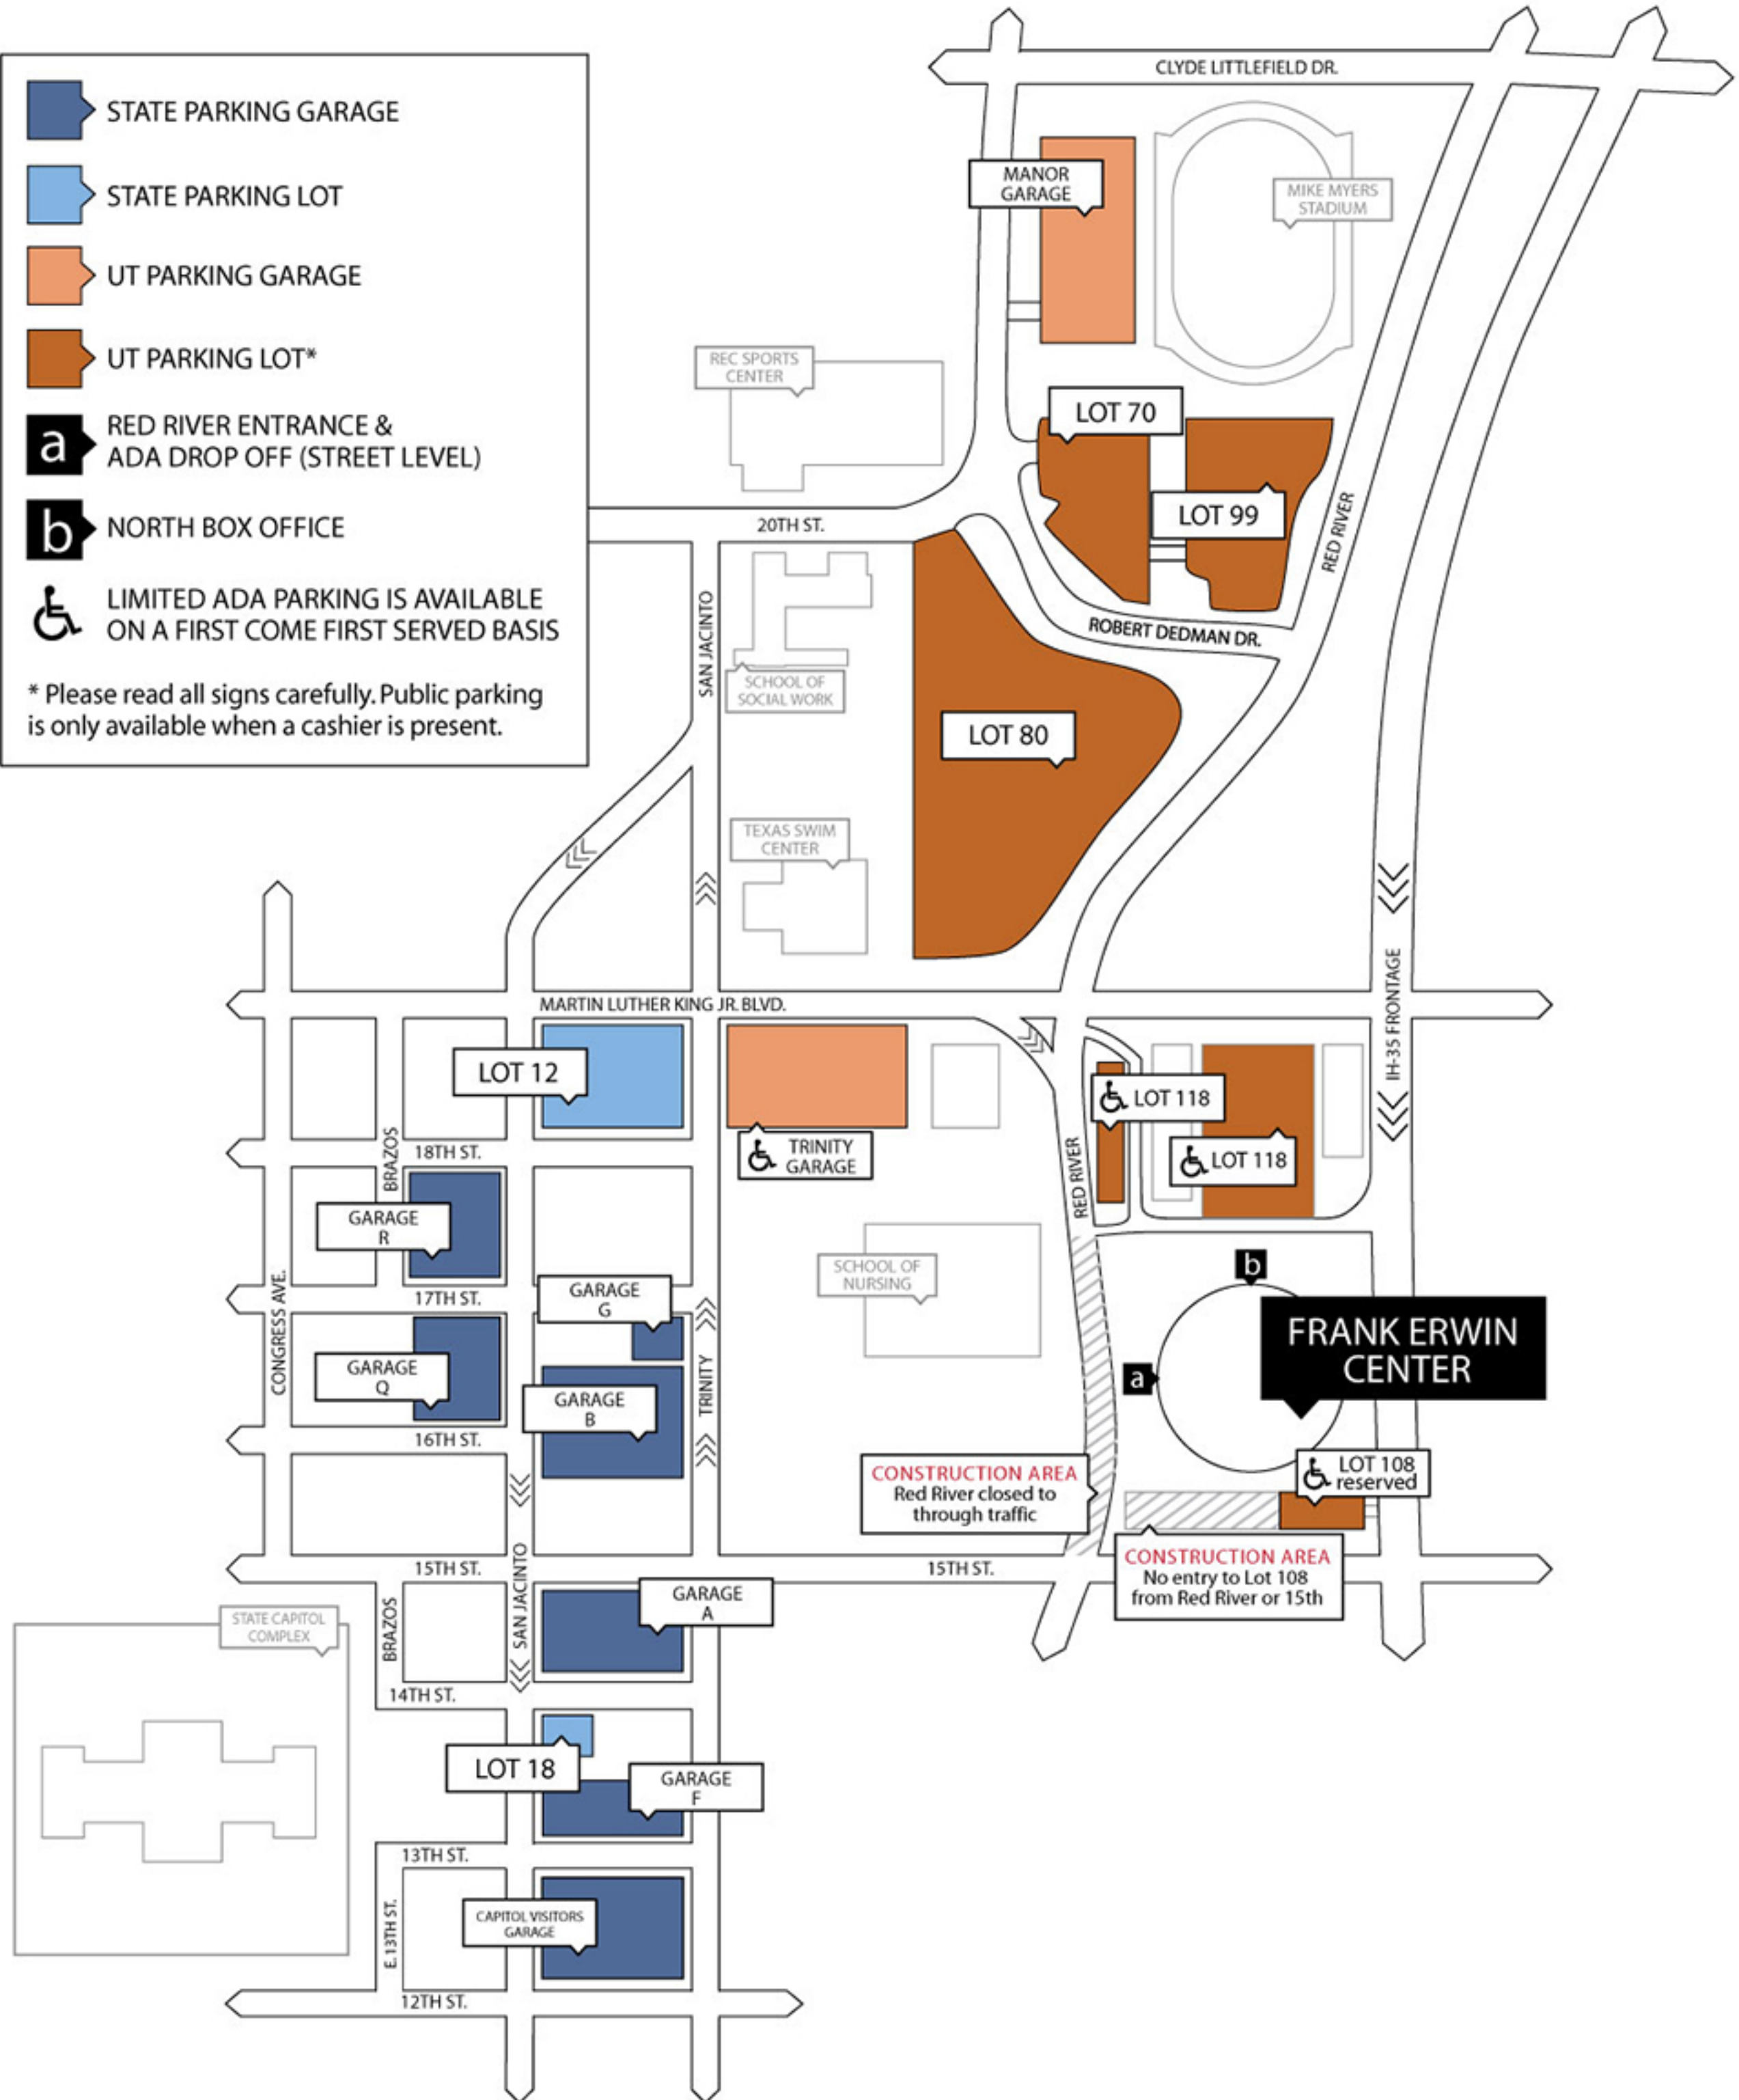 STATE PARKING GARAGE
STATE PARKING LOT
UT PARKING GARAGE
UT PARKING LOT*
a
RED RIVER ENTRANCE &
ADA DROP OFF (STREET LEVEL)
b
NORTH BOX OFFICE
LIMITED ADA PARKING IS AVAILABLE
ON A FIRST COME FIRST SERVED BASIS
* Please read all signs carefully. Public parking
is only available when a cashier is present.
CLYDE LITTLEFIELD DR.
MANOR
GARAGE
MIKE MYERS
STADIUM
REC SPORTS
CENTER
LOT 70
LOT 99
RED RIVER
20TH ST.
SAN JACINTO
ROBERT DEDMAN DR.
SCHOOL OF
SOCIAL WORK
LOT 80
TEXAS SWIM
CENTER
IH-35 FRONTAGE
MARTIN LUTHER KING JR. BLVD.
LOT 12
LOT 118
LOT 118
BRAZOS
18TH ST.
TRINITY
GARAGE
RED RIVER
GARAGE
R
SCHOOL OF
NURSING
b
CONGRESS AVE.
17TH ST.
GARAGE
G
FRANK ERWIN
CENTER
GARAGE
Q
a
TRINITY
GARAGE
B
16TH ST.
CONSTRUCTION AREA
Red River closed to
through traffic
LOT 108
reserved
15TH ST.
SAN JACINTO
15TH ST.
CONSTRUCTION AREA
No entry to Lot 108
from Red River or 15th
GARAGE
A
STATE CAPITOL
COMPLEX
BRAZOS
14TH ST.
LOT 18
GARAGE
F
13TH ST.
CAPITOL VISITORS
GARAGE
E. 13TH ST.
12TH ST.